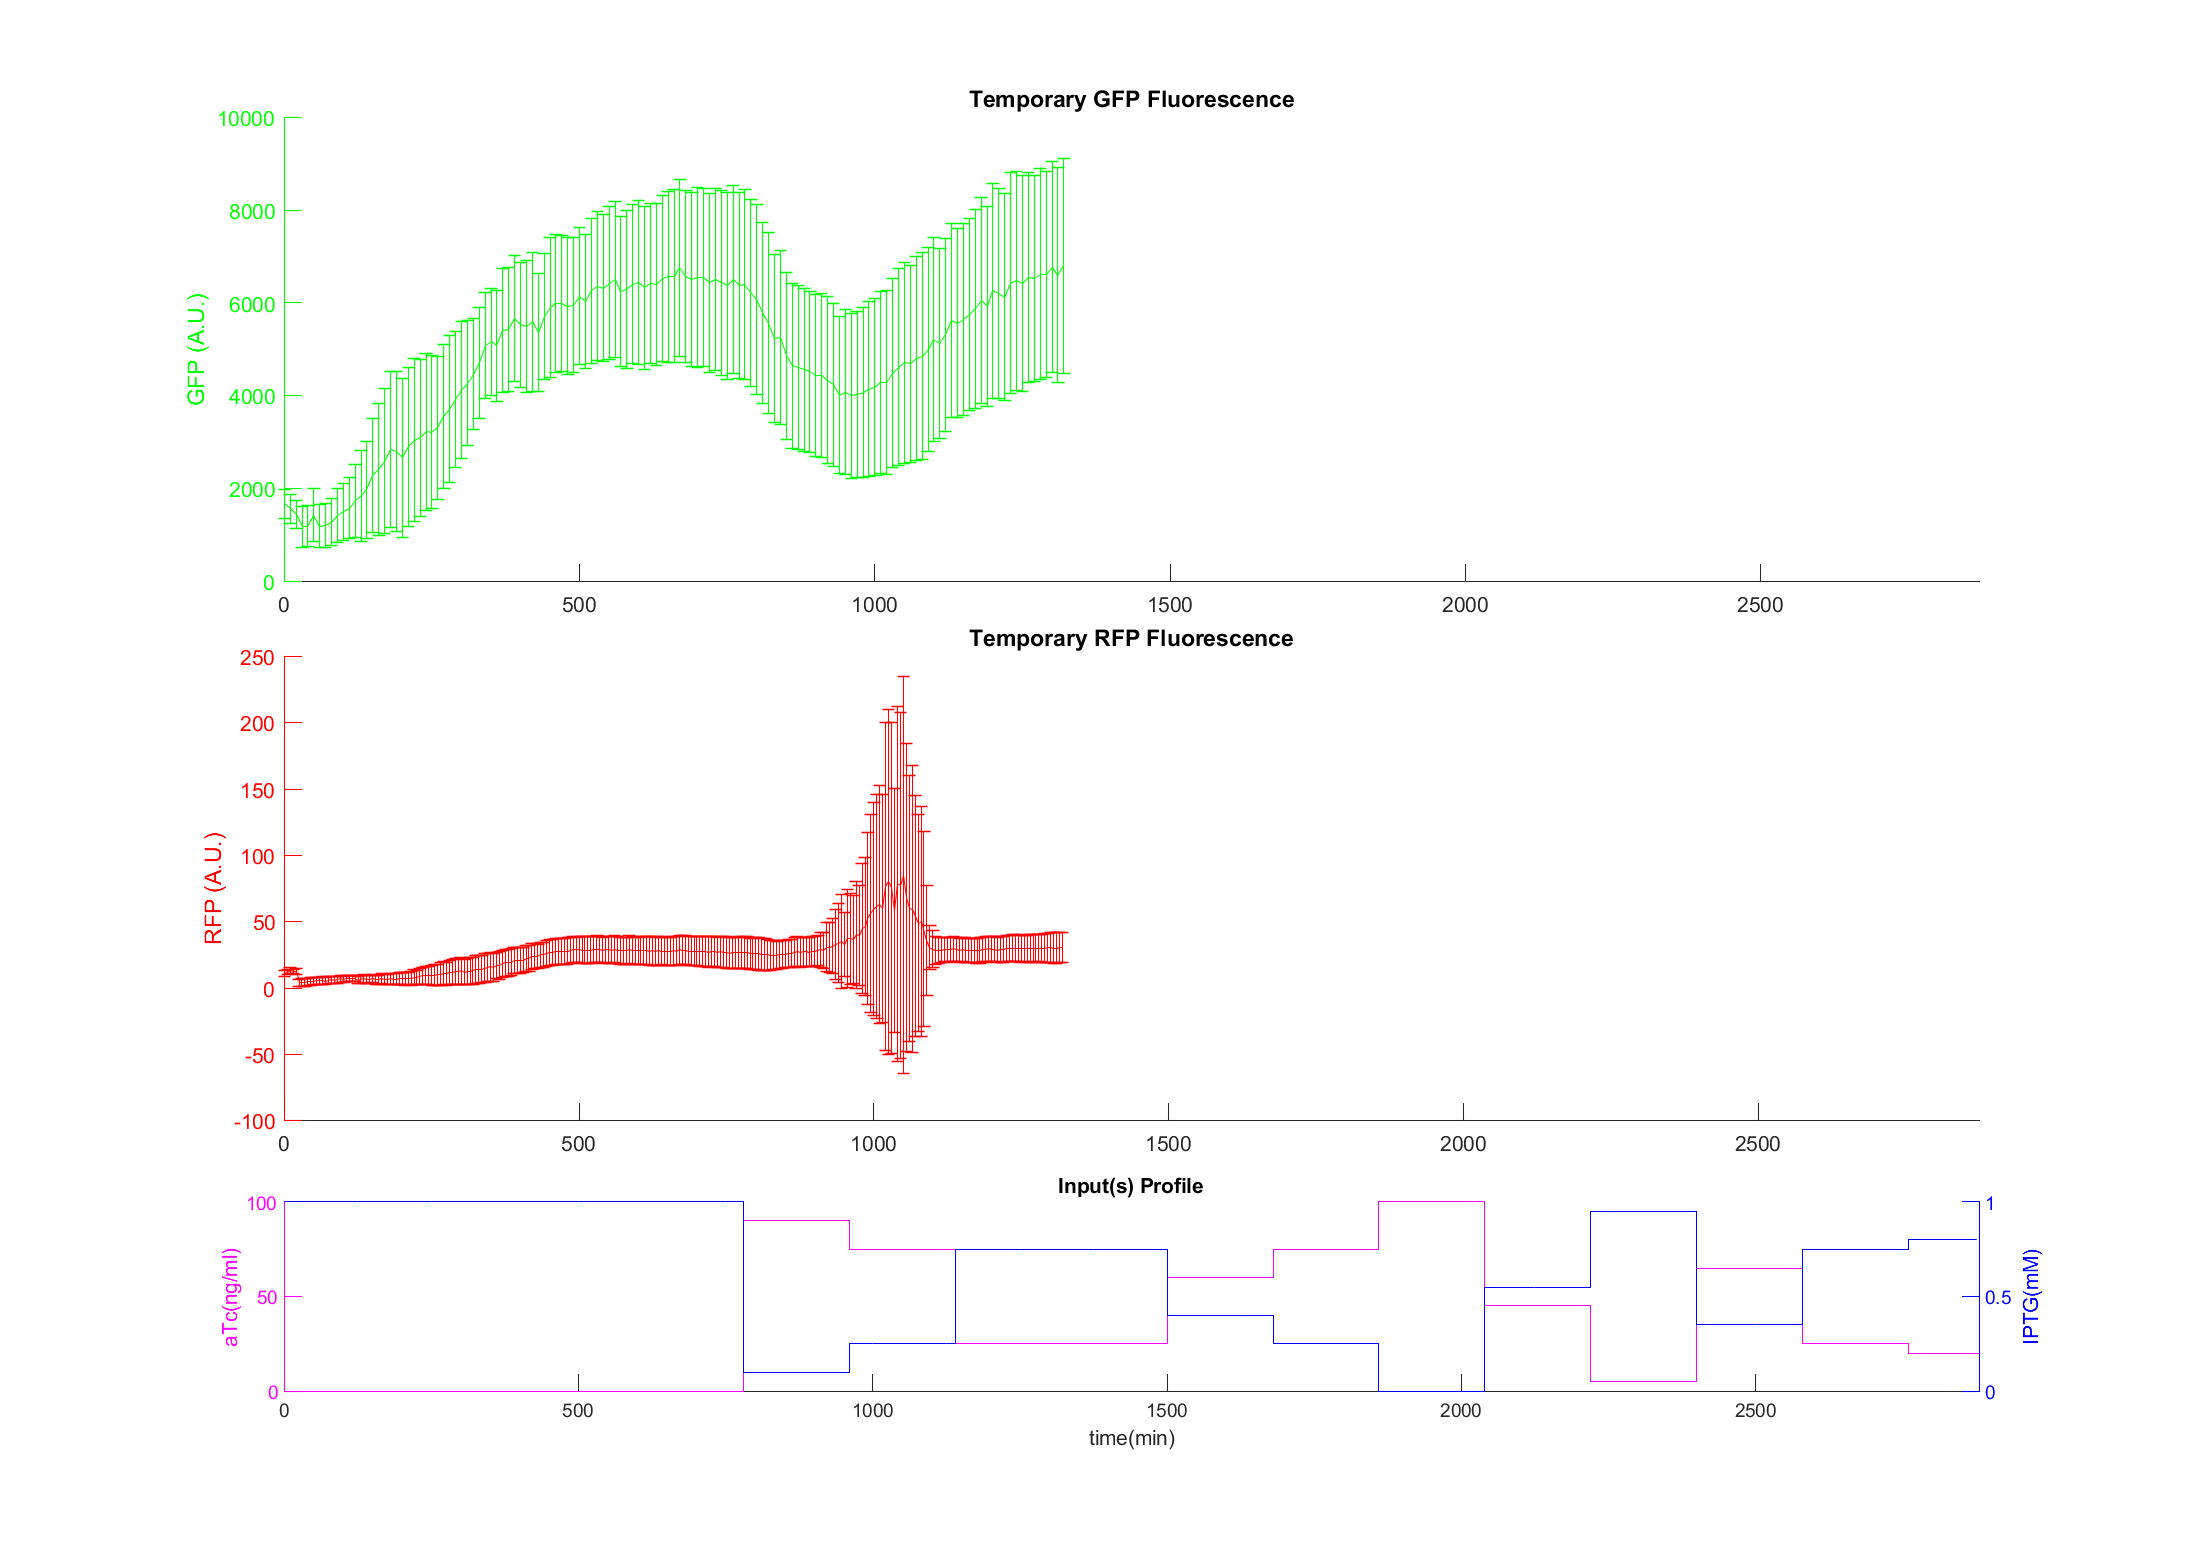 Temporary GFP Fluorescence
10000
8000
6000
4000
2000
0
GFP (A.U.)
0 500 1000 1500 2000 2500
Temporary RFP Fluorescence
250
200
150
100
50
0
-50
-100
RFP (A.U.)
0 500 1000 1500 2000 2500
Input(s) Profile
100
50
0
aTc(ng/ml)
1
0.5
0
IPTG(mM)
0 500 1000 1500 2000 2500
time(min)